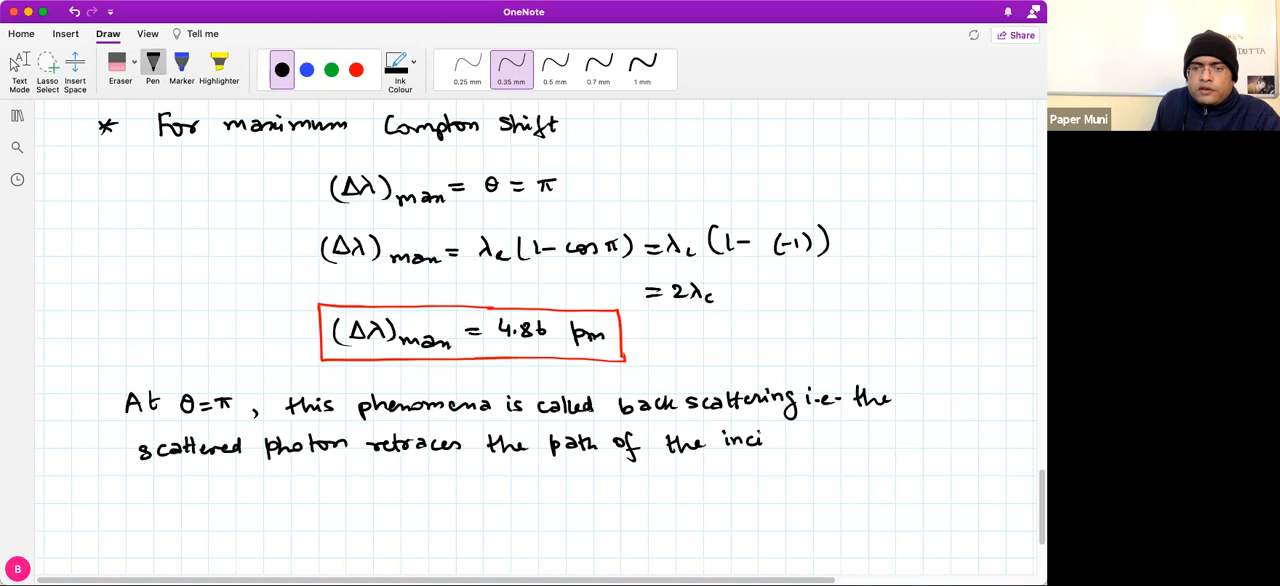 OneNote
Home Insert Draw View Tell me
Share
Text Mode
Lasso Select
Insert Space
Eraser
Pen
Marker
Highlighter
Ink Colour
0.25 mm
0.35 mm
0.5 mm
0.7 mm
1 mm
Paper Muni
* For maximum Compton shift
(Δλ)max = θ = π
(Δλ)max = λc (1 - cos π) = λc (1 - (-1))
= 2λc
(Δλ)max = 4.86 pm
At θ=π, this phenomena is called back scattering i.e. the
scattered photon retraces the path of the inci
B